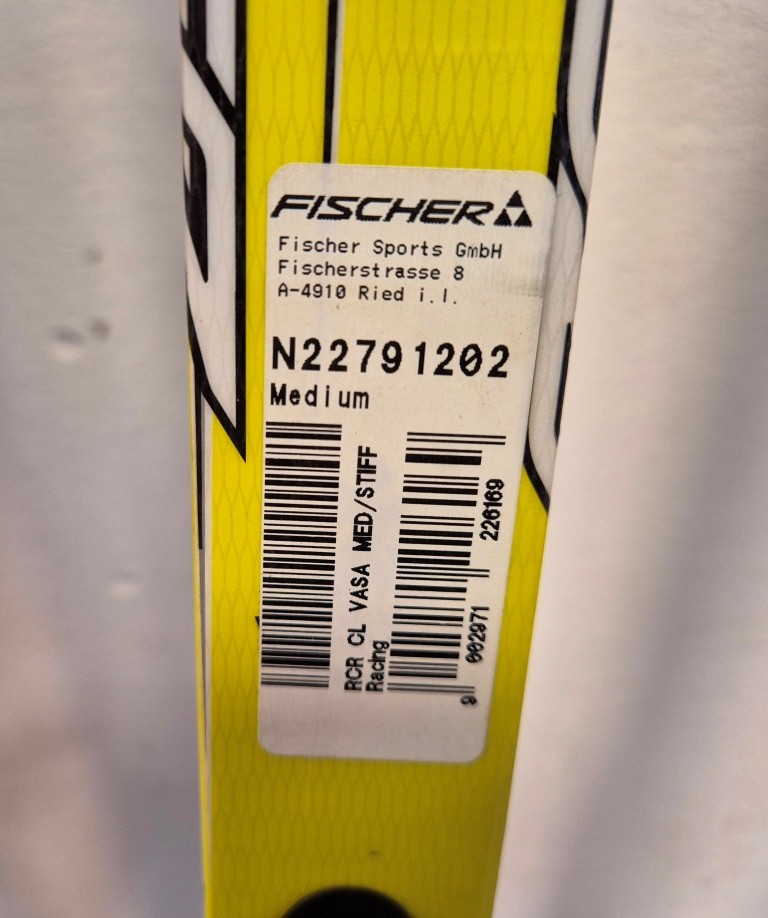 FISCHER
Fischer Sports GmbH
Fischerstrasse 8
A-4910 Ried i.I.
N22791202
Medium
RCR CL VASA MED/STIFF
Racing
9 002971 226169